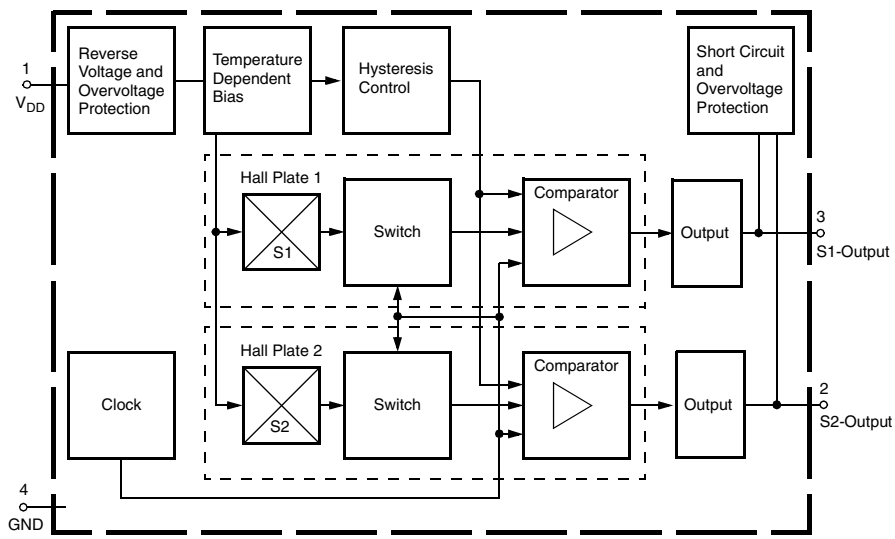 1
VDD
Reverse
Voltage and
Overvoltage
Protection
Temperature
Dependent
Bias
Hysteresis
Control
Short Circuit
and
Overvoltage
Protection
Hall Plate 1
S1
Switch
Comparator
Output
3
S1-Output
Hall Plate 2
S2
Switch
Comparator
Output
2
S2-Output
Clock
4
GND